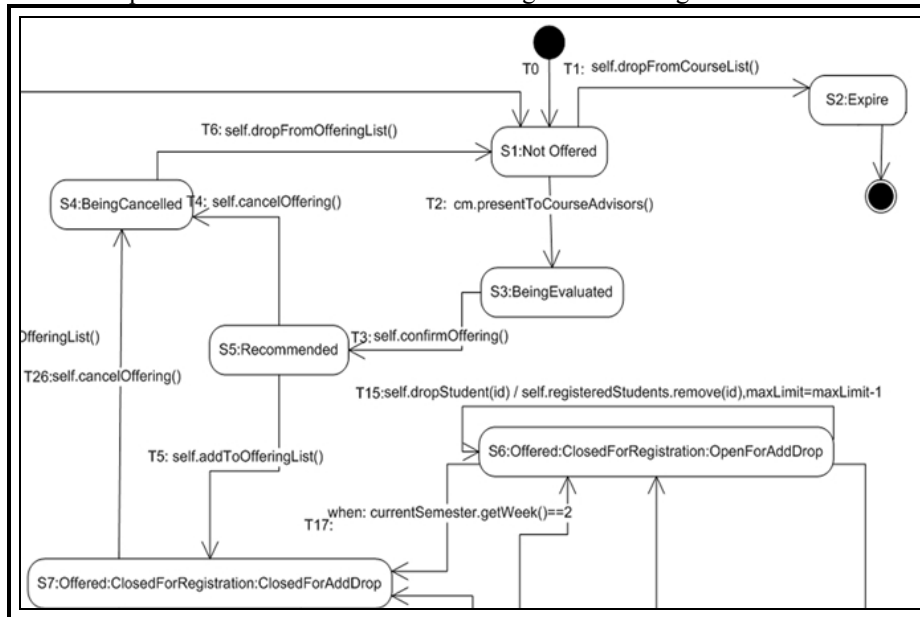 T0
T1: self.dropFromCourseList()
S2:Expire
T6: self.dropFromOfferingList()
S1:Not Offered
S4:BeingCancelled
T4: self.cancelOffering()
T2: cm.presentToCourseAdvisors()
S3:BeingEvaluated
OfferingList()
T3: self.confirmOffering()
S5:Recommended
T26:self.cancelOffering()
T15:self.dropStudent(id) / self.registeredStudents.remove(id),maxLimit=maxLimit-1
T5: self.addToOfferingList()
S6:Offered:ClosedForRegistration:OpenForAddDrop
when: currentSemester.getWeek()==2
T17:
S7:Offered:ClosedForRegistration:ClosedForAddDrop